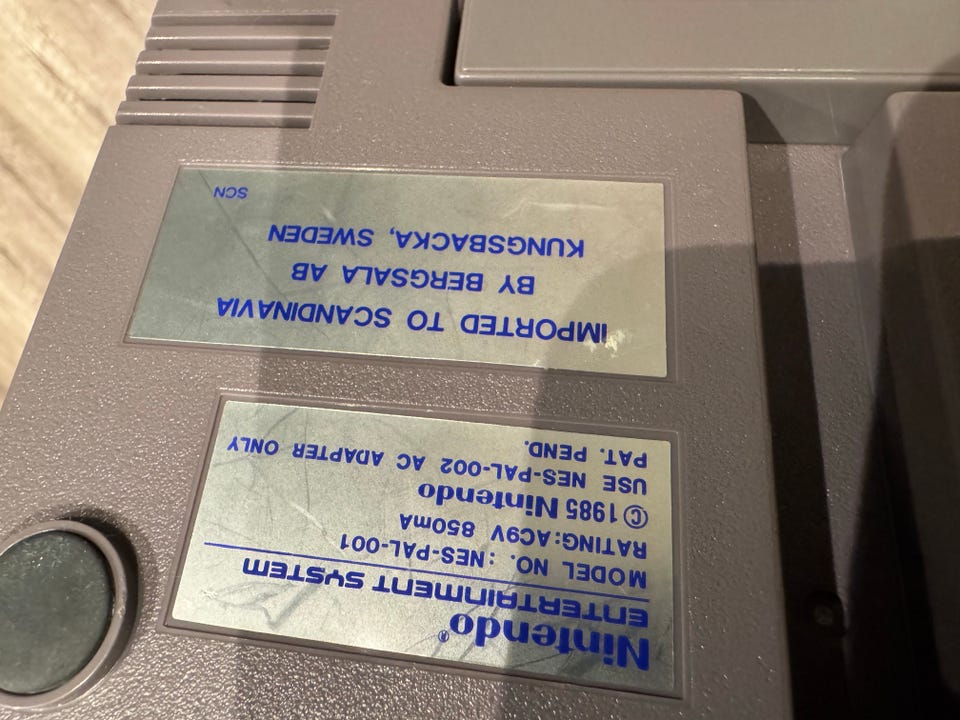 Nintendo®
ENTERTAINMENT SYSTEM
MODEL NO. : NES-PAL-001
RATING:AC9V 850mA
©1985 Nintendo
USE NES-PAL-002 AC ADAPTER ONLY
PAT. PEND.
IMPORTED TO SCANDINAVIA
BY BERGSALA AB
KUNGSBACKA, SWEDEN
SCN